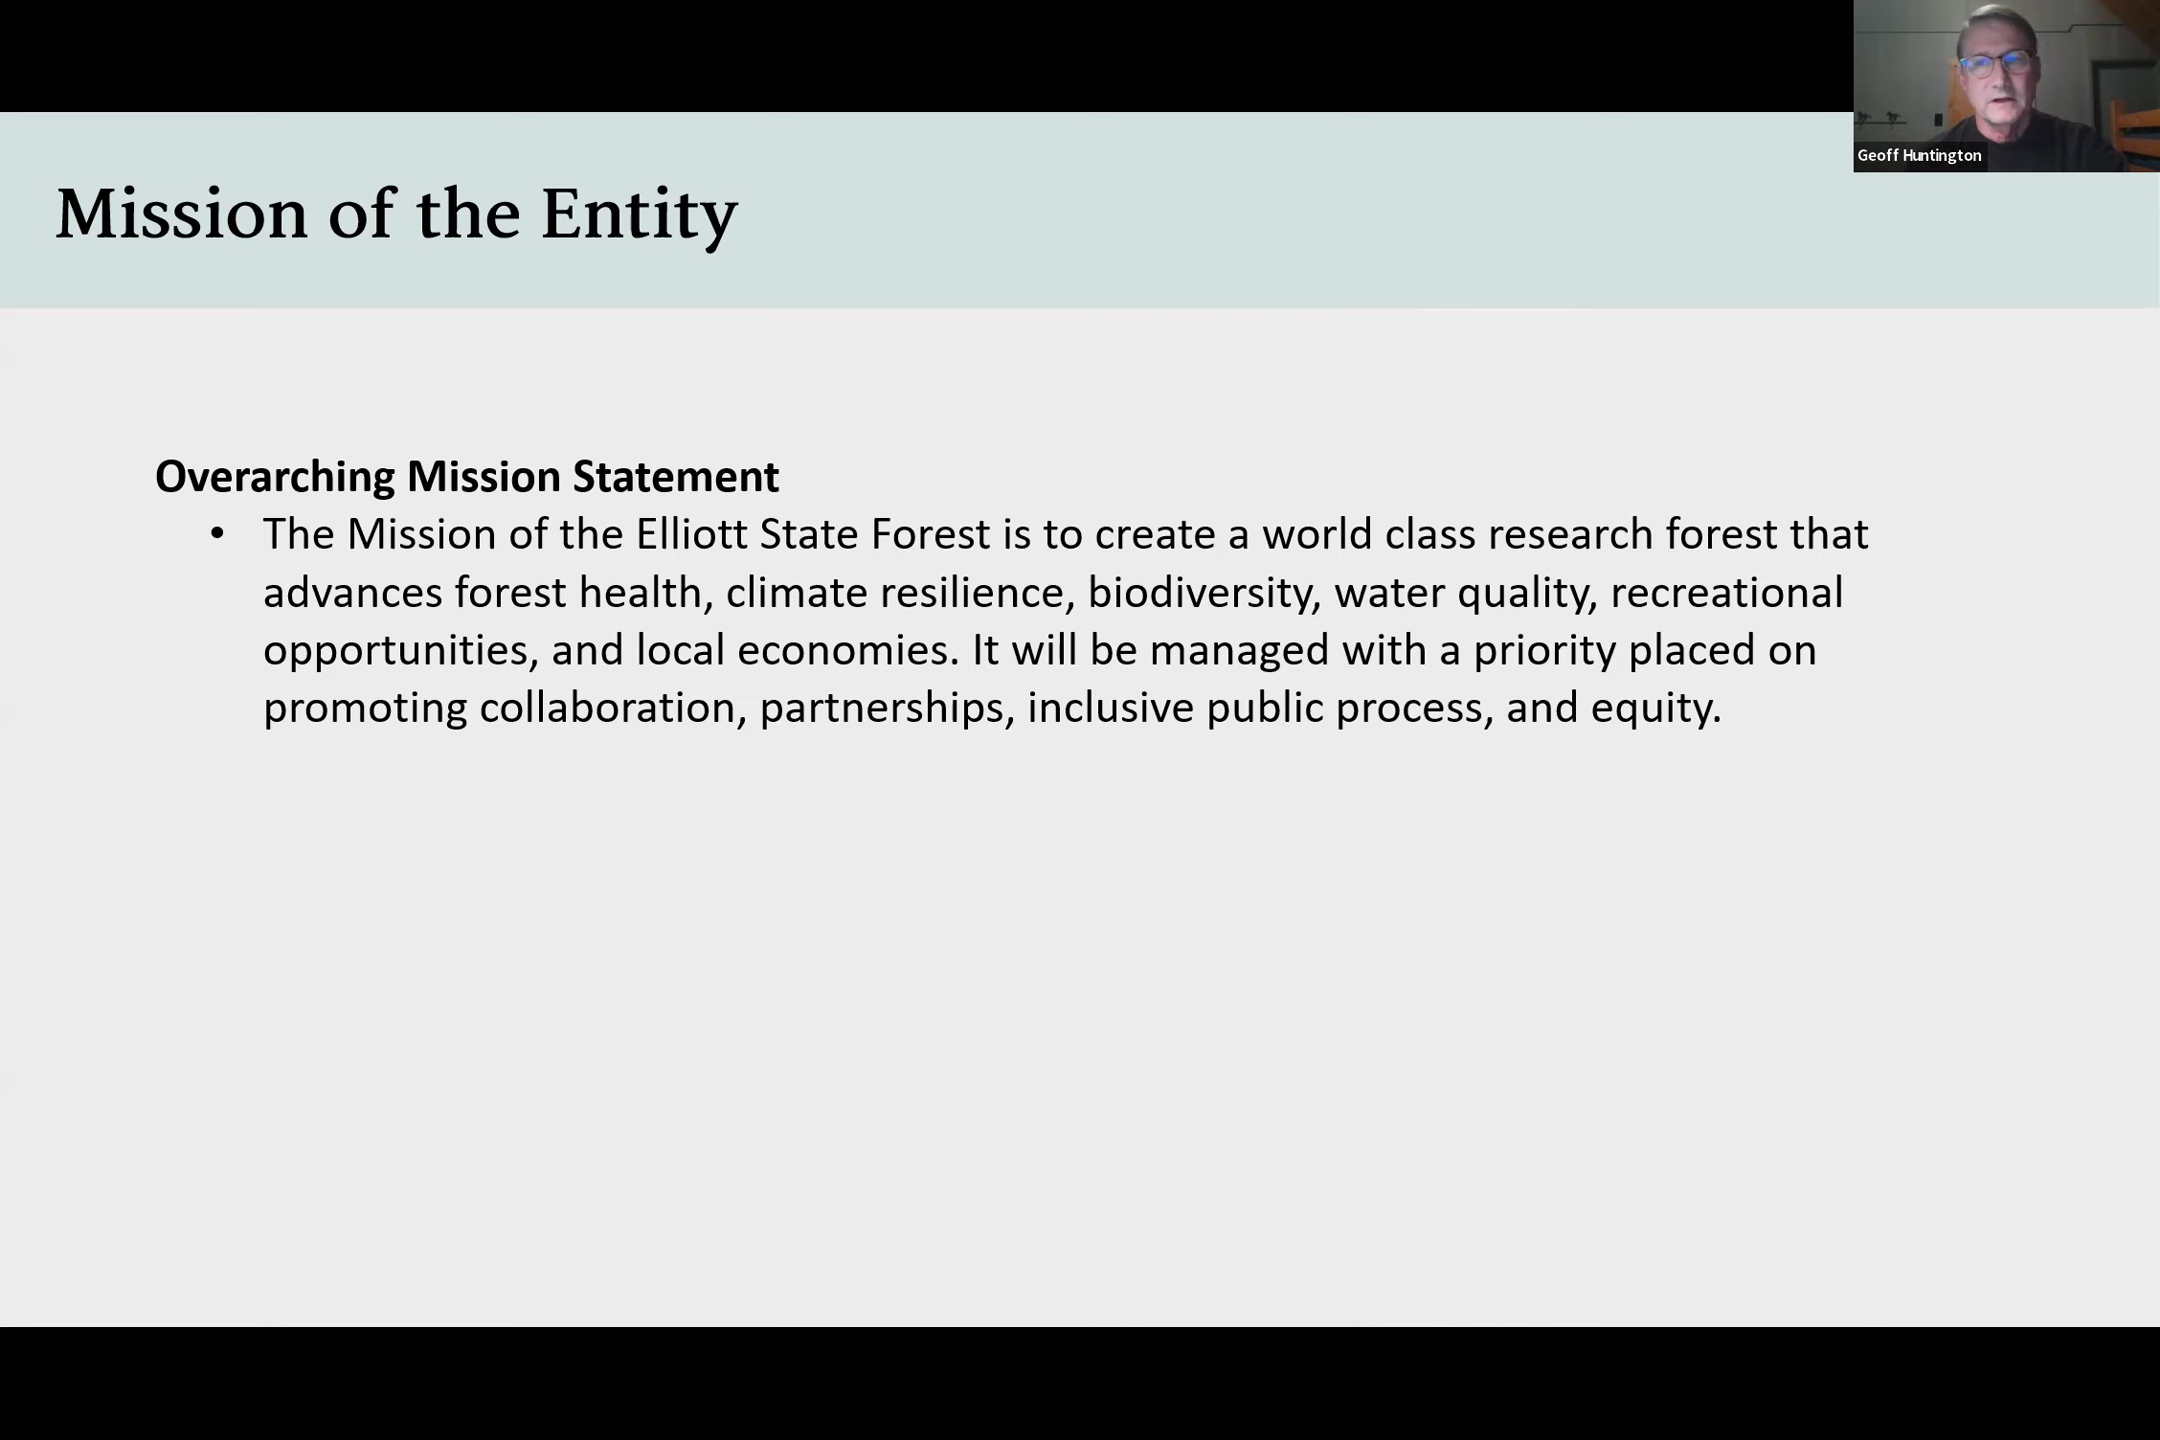 Geoff Huntington
Mission of the Entity
Overarching Mission Statement
• The Mission of the Elliott State Forest is to create a world class research forest that
advances forest health, climate resilience, biodiversity, water quality, recreational
opportunities, and local economies. It will be managed with a priority placed on
promoting collaboration, partnerships, inclusive public process, and equity.